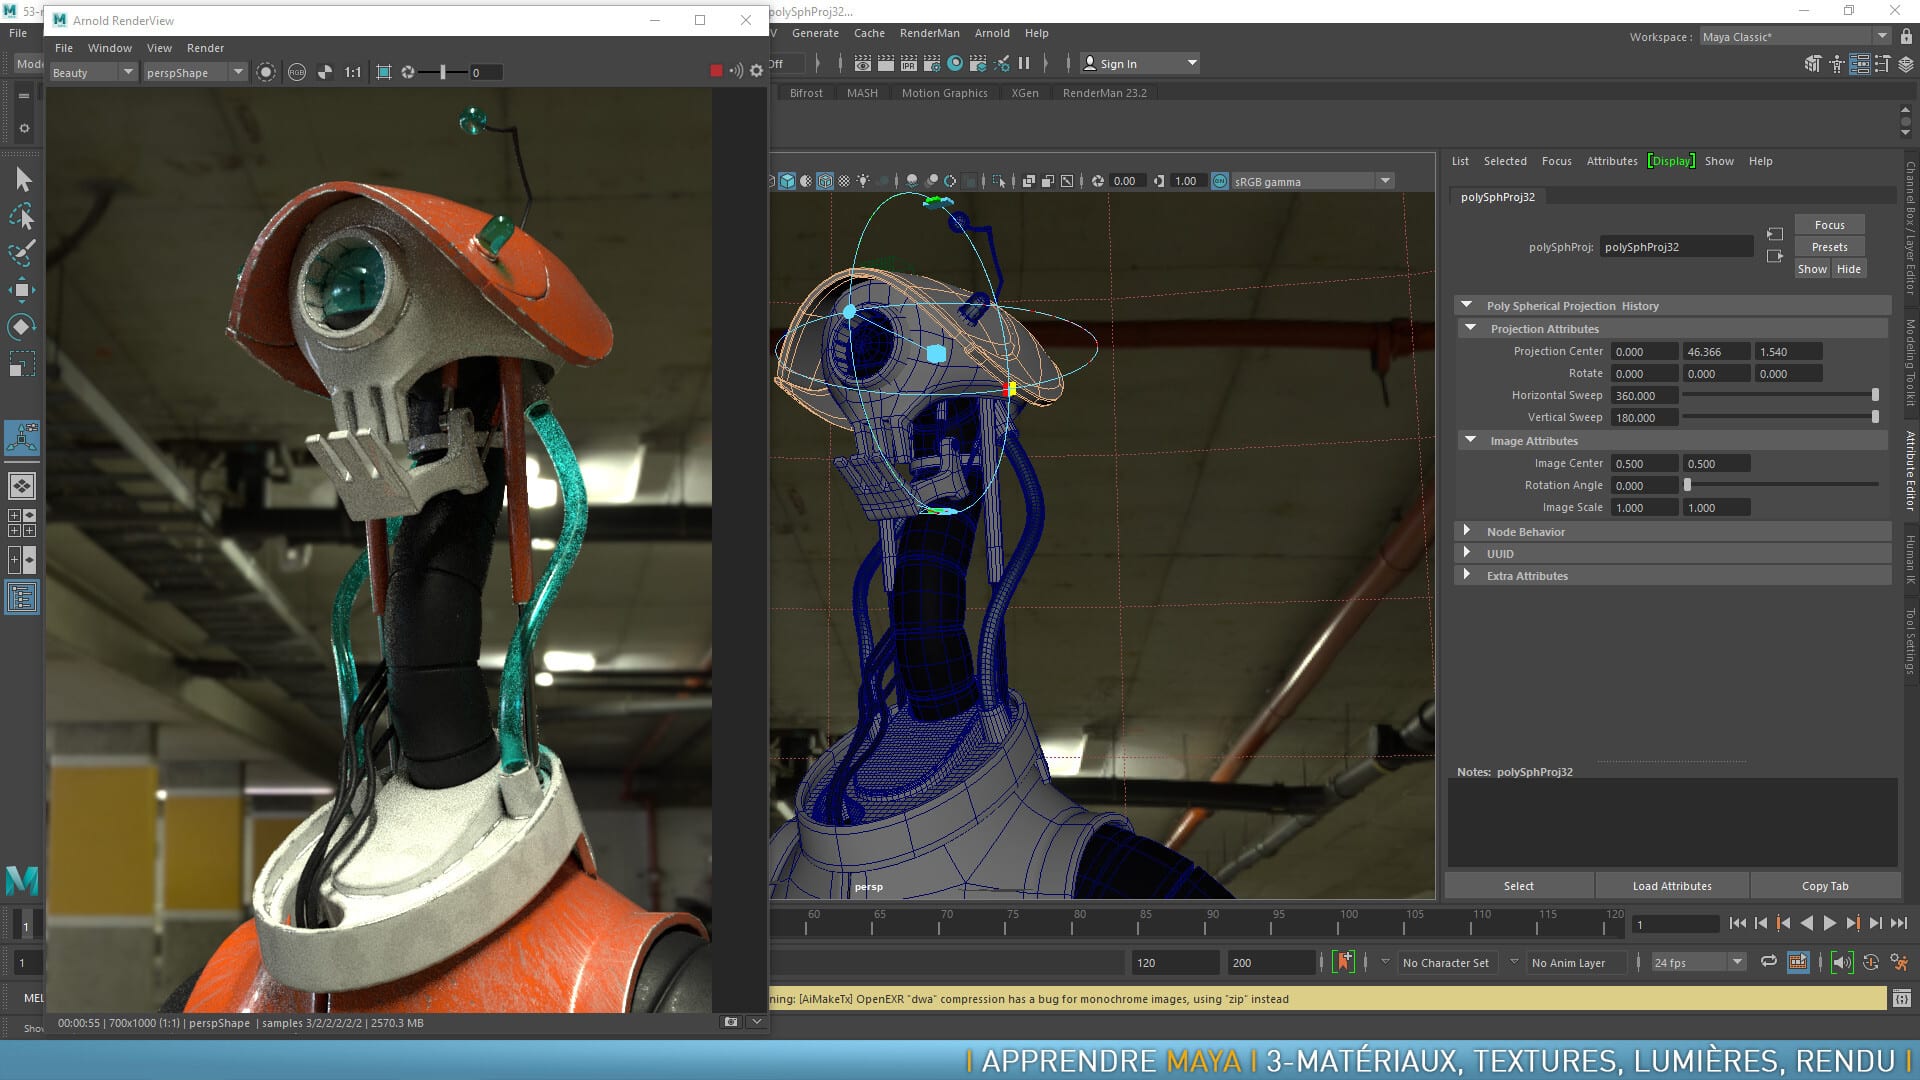 53-
polySphProj32...
Arnold RenderView
File
File Window View Render
V Generate Cache RenderMan Arnold Help
Workspace : Maya Classic*
Beauty perspShape RGB 1:1 0
Off
IPR
Sign In
Bifrost MASH Motion Graphics XGen RenderMan 23.2
0.00 1.00 ON sRGB gamma
List Selected Focus Attributes Display Show Help
polySphProj32
polySphProj: polySphProj32
Focus
Presets
Show Hide
Poly Spherical Projection History
Projection Attributes
Projection Center 0.000 46.366 1.540
Rotate 0.000 0.000 0.000
Horizontal Sweep 360.000
Vertical Sweep 180.000
Image Attributes
Image Center 0.500 0.500
Rotation Angle 0.000
Image Scale 1.000 1.000
Node Behavior
UUID
Extra Attributes
Channel Box / Layer Editor
Modeling Toolkit
Attribute Editor
Human IK
Tool Settings
Notes: polySphProj32
Select Load Attributes Copy Tab
persp
1
60 65 70 75 80 85 90 95 100 105 110 115 120
1
1
120 200 No Character Set No Anim Layer 24 fps
MEL
ning: [AiMakeTx] OpenEXR "dwa" compression has a bug for monochrome images, using "zip" instead
00:00:55 | 700x1000 (1:1) | perspShape | samples 3/2/2/2/2/2 | 2570.3 MB
| APPRENDRE MAYA | 3-MATÉRIAUX, TEXTURES, LUMIÈRES, RENDU |